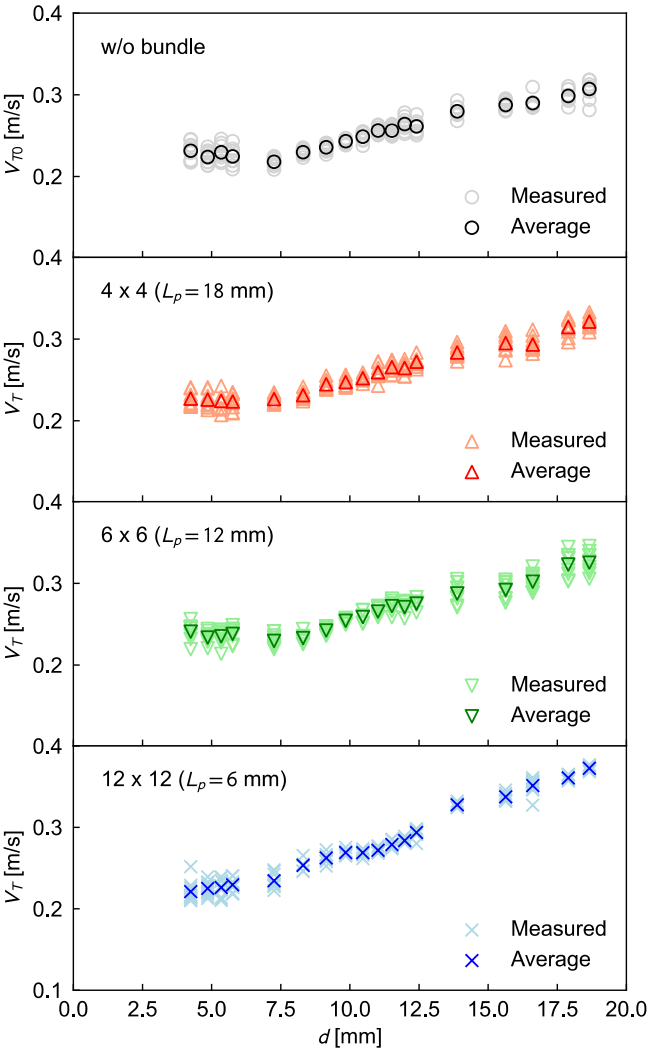 0.4
w/o bundle
0.3
V_T0 [m/s]
0.2
Measured
Average
0.4
4 x 4 (L_p = 18 mm)
0.3
V_T [m/s]
0.2
Measured
Average
0.4
6 x 6 (L_p = 12 mm)
0.3
V_T [m/s]
0.2
Measured
Average
0.4
12 x 12 (L_p = 6 mm)
0.3
V_T [m/s]
0.2
Measured
Average
0.1
0.0 2.5 5.0 7.5 10.0 12.5 15.0 17.5 20.0
d [mm]